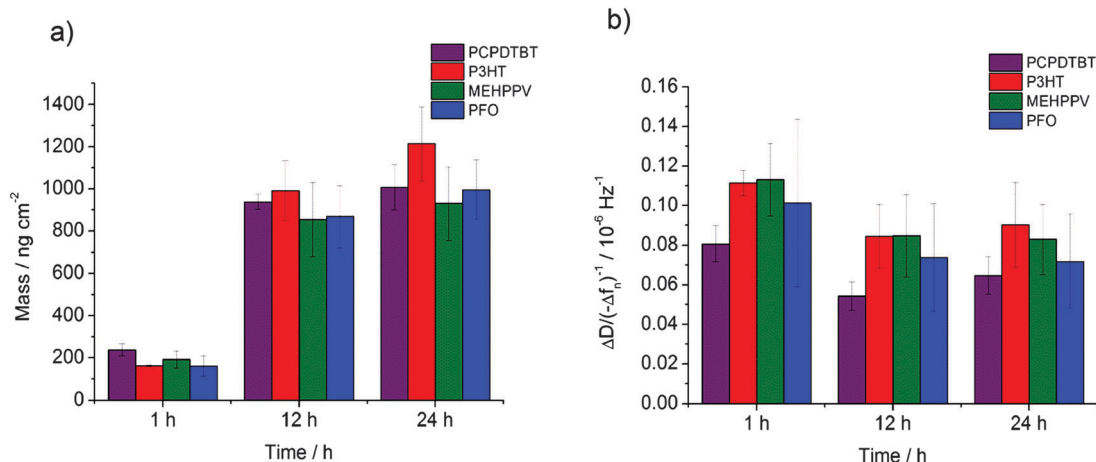 a)
PCPDTBT
P3HT
MEHPPV
PFO
Mass / ng cm⁻²
1400
1200
1000
800
600
400
200
0
1 h
12 h
24 h
Time / h
b)
PCPDTBT
P3HT
MEHPPV
PFO
ΔD/(-Δfₙ)⁻¹ / 10⁻⁶ Hz⁻¹
0.16
0.14
0.12
0.10
0.08
0.06
0.04
0.02
0.00
1 h
12 h
24 h
Time / h